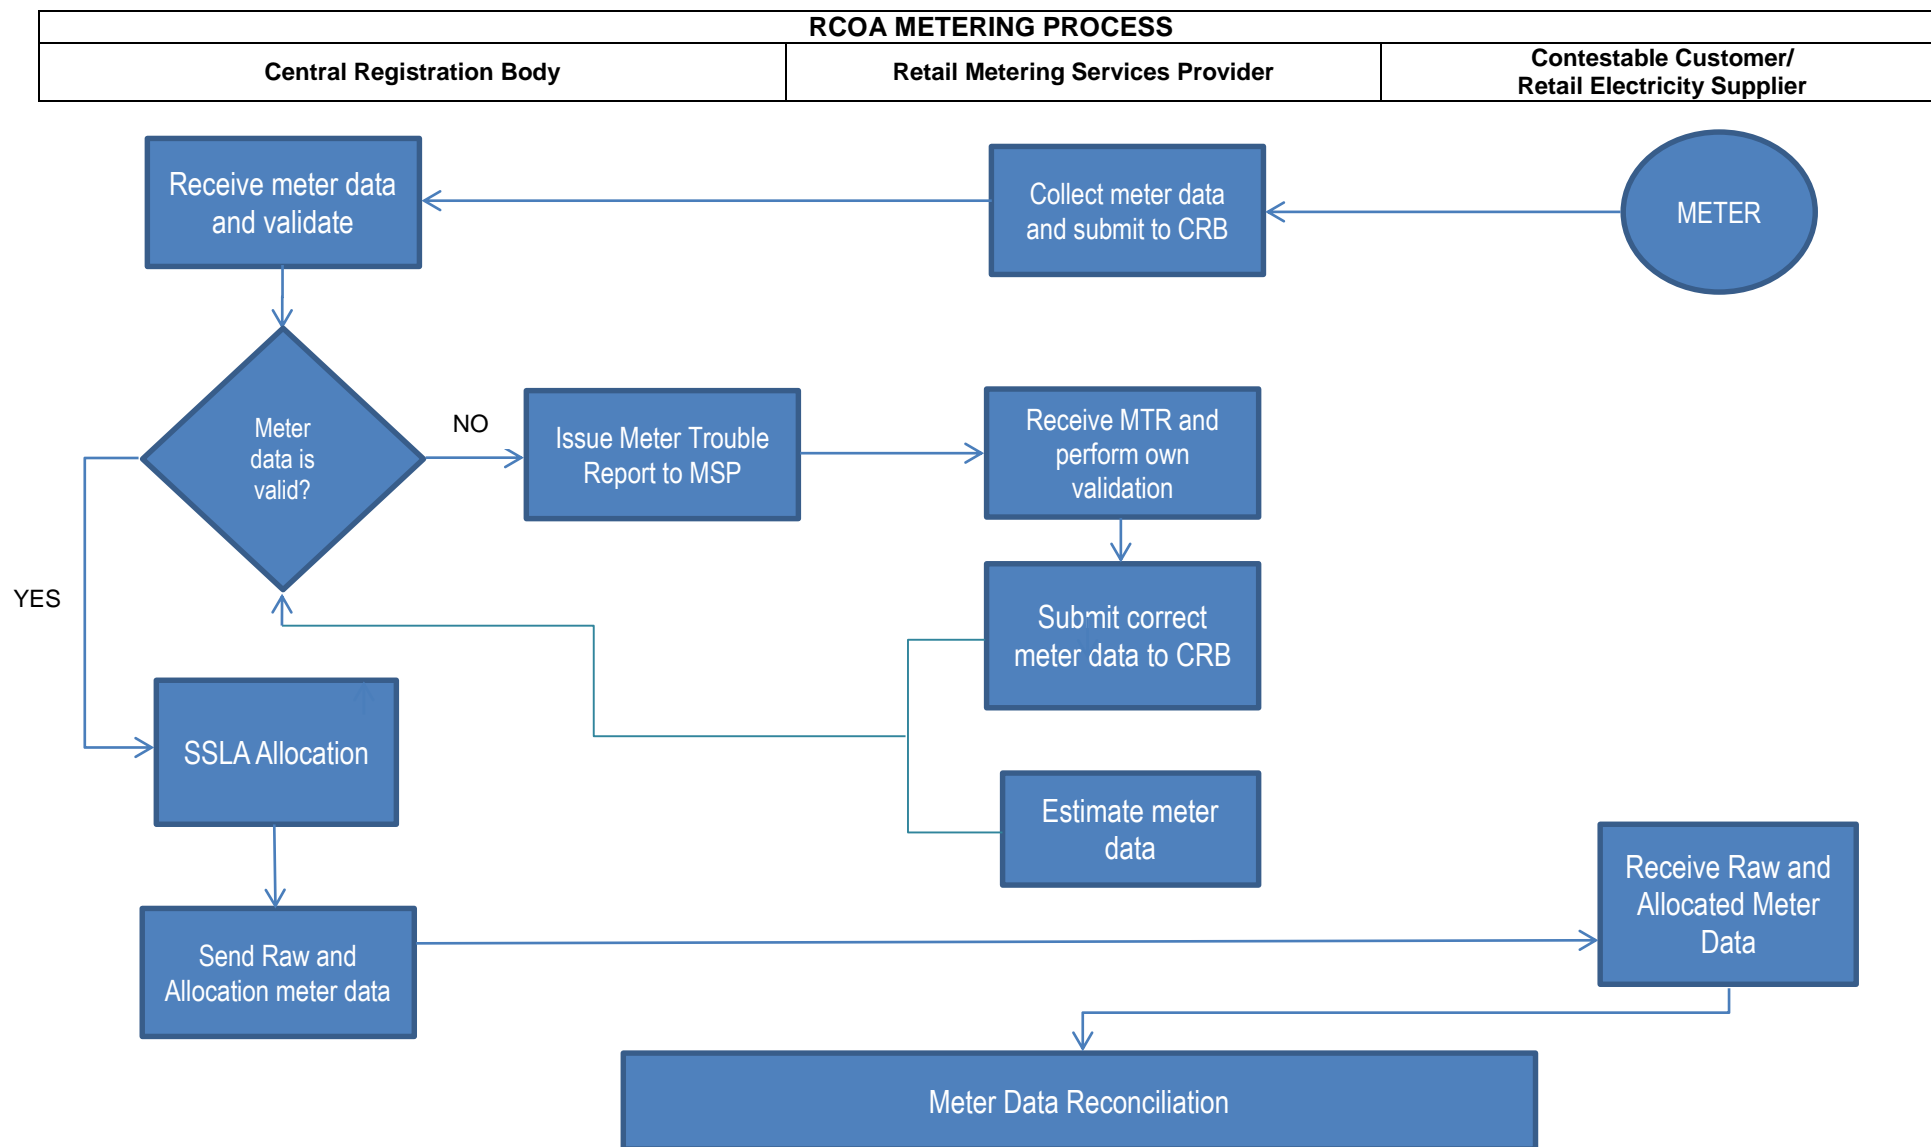 RCOA METERING PROCESS
Central Registration Body
Retail Metering Services Provider
Contestable Customer/
Retail Electricity Supplier
Receive meter data
and validate
Collect meter data
and submit to CRB
METER
Meter
data is
valid?
NO
Issue Meter Trouble
Report to MSP
Receive MTR and
perform own
validation
YES
Submit correct
meter data to CRB
SSLA Allocation
Estimate meter
data
Receive Raw and
Allocated Meter
Data
Send Raw and
Allocation meter data
Meter Data Reconciliation